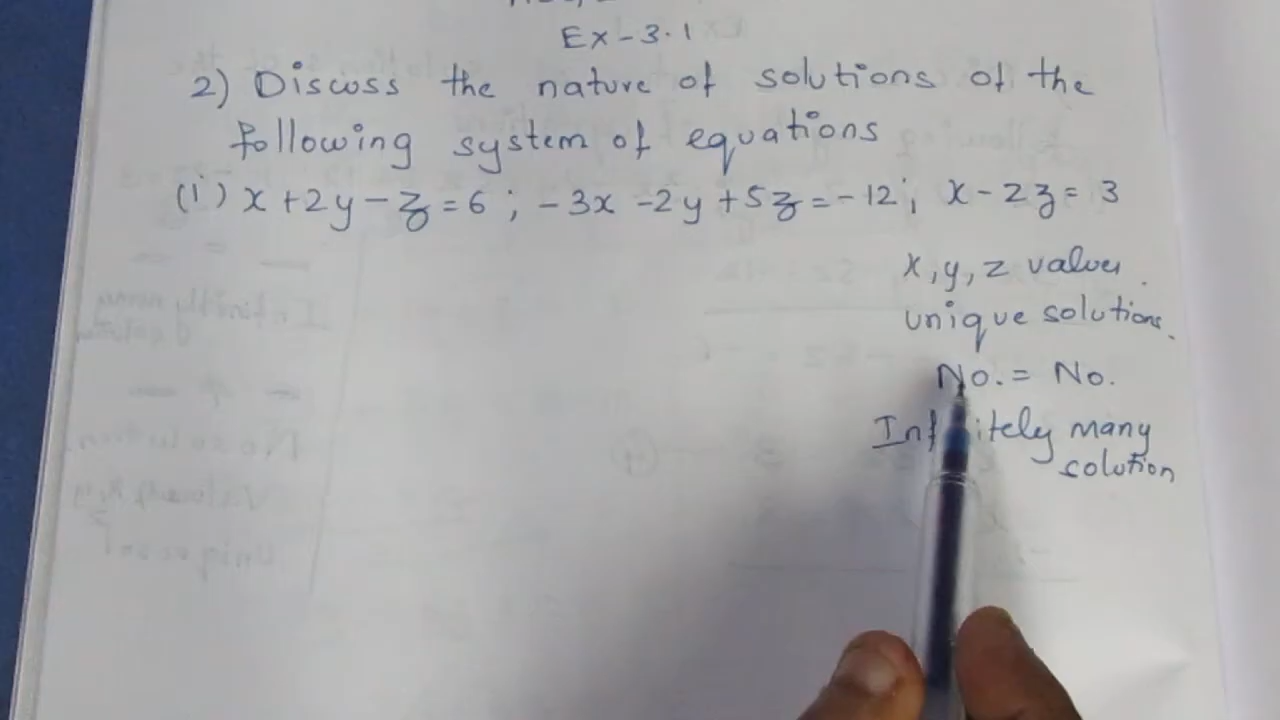 Ex-3.1
2) Discuss the nature of solutions of the
following system of equations
(i) x+2y-z=6; -3x-2y+5z=-12; x-2z=3
x, y, z values
unique solutions.
No. = No.
Infinitely many
solution